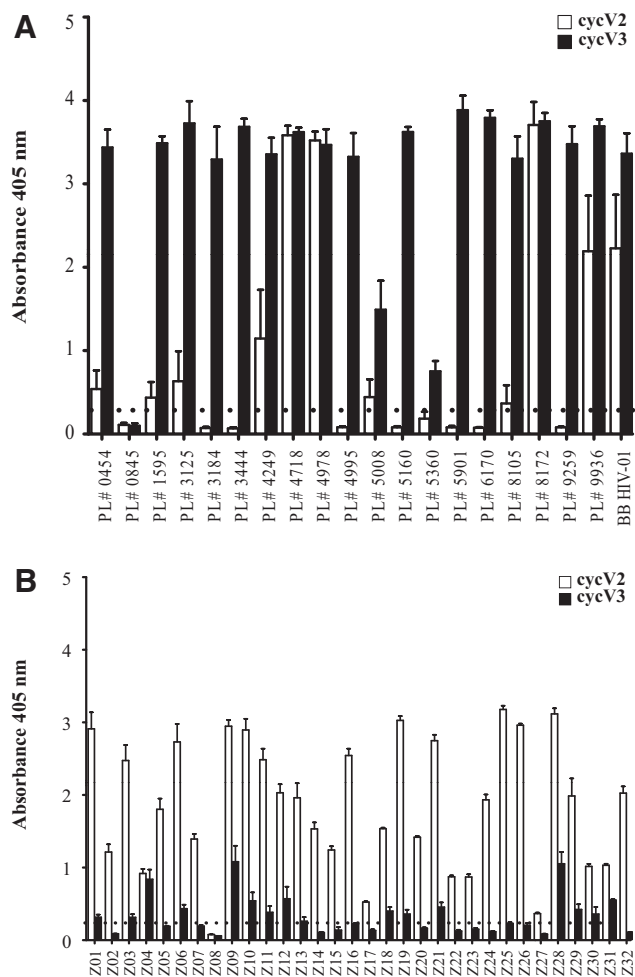 A
cycV2
cycV3
Absorbance 405 nm
5
4
3
2
1
0
PL# 0454
PL# 0845
PL# 1595
PL# 3125
PL# 3184
PL# 3444
PL# 4249
PL# 4718
PL# 4978
PL# 4995
PL# 5008
PL# 5160
PL# 5360
PL# 5901
PL# 6170
PL# 8105
PL# 8172
PL# 9259
PL# 9936
BB HIV-01
B
cycV2
cycV3
Absorbance 405 nm
5
4
3
2
1
0
Z01
Z02
Z03
Z04
Z05
Z06
Z07
Z08
Z09
Z10
Z11
Z12
Z13
Z14
Z15
Z16
Z17
Z18
Z19
Z20
Z21
Z22
Z23
Z24
Z25
Z26
Z27
Z28
Z29
Z30
Z31
Z32